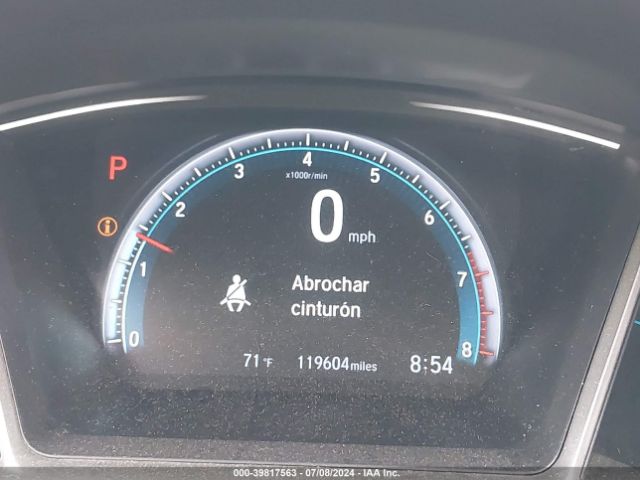 4
3
5
x1000r/min
P
2
0 mph
6
1
7
Abrochar
cinturón
0
8
71°F 119604 miles 8:54
000-39817563 - 07/08/2024 - IAA Inc.